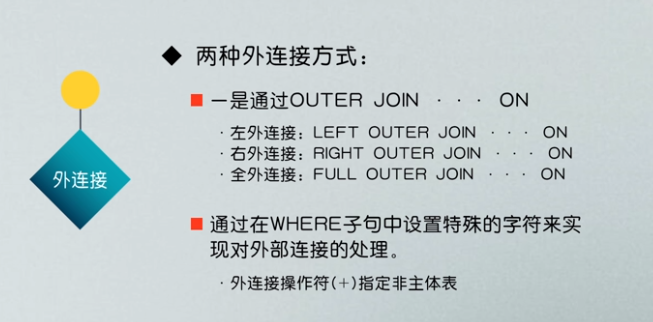 两种外连接方式：
一是通过OUTER JOIN · · · ON
· 左外连接：LEFT OUTER JOIN · · · ON
· 右外连接：RIGHT OUTER JOIN · · · ON
· 全外连接：FULL OUTER JOIN · · · ON
外连接
通过在WHERE子句中设置特殊的字符来实
现对外部连接的处理。
· 外连接操作符(+)指定非主体表